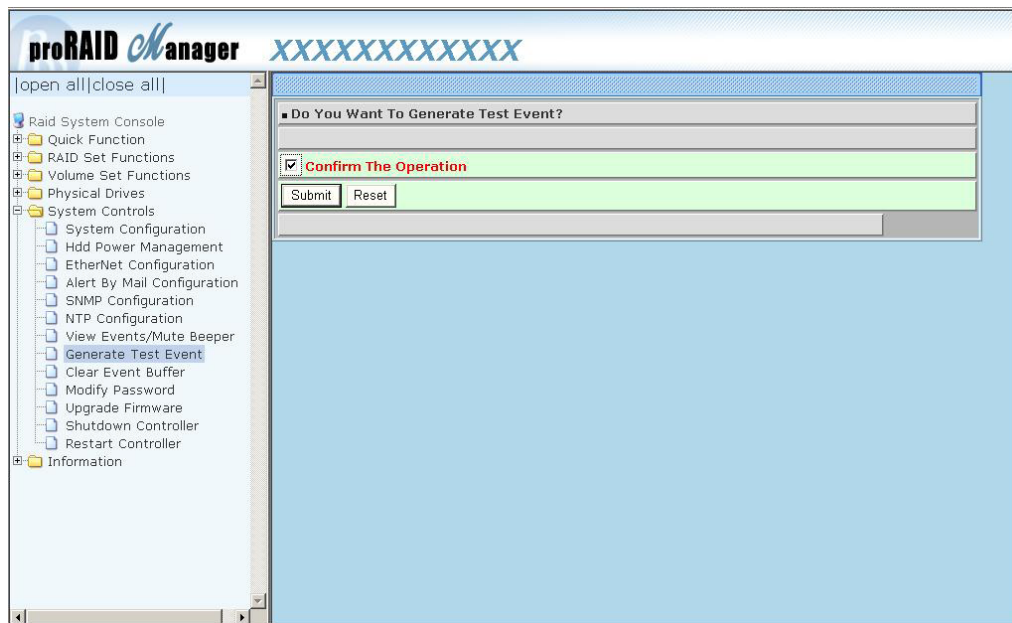 proRAID Manager XXXXXXXXXXXX
|open all|close all|
Raid System Console
Quick Function
RAID Set Functions
Volume Set Functions
Physical Drives
System Controls
System Configuration
Hdd Power Management
EtherNet Configuration
Alert By Mail Configuration
SNMP Configuration
NTP Configuration
View Events/Mute Beeper
Generate Test Event
Clear Event Buffer
Modify Password
Upgrade Firmware
Shutdown Controller
Restart Controller
Information
Do You Want To Generate Test Event?
Confirm The Operation
Submit Reset